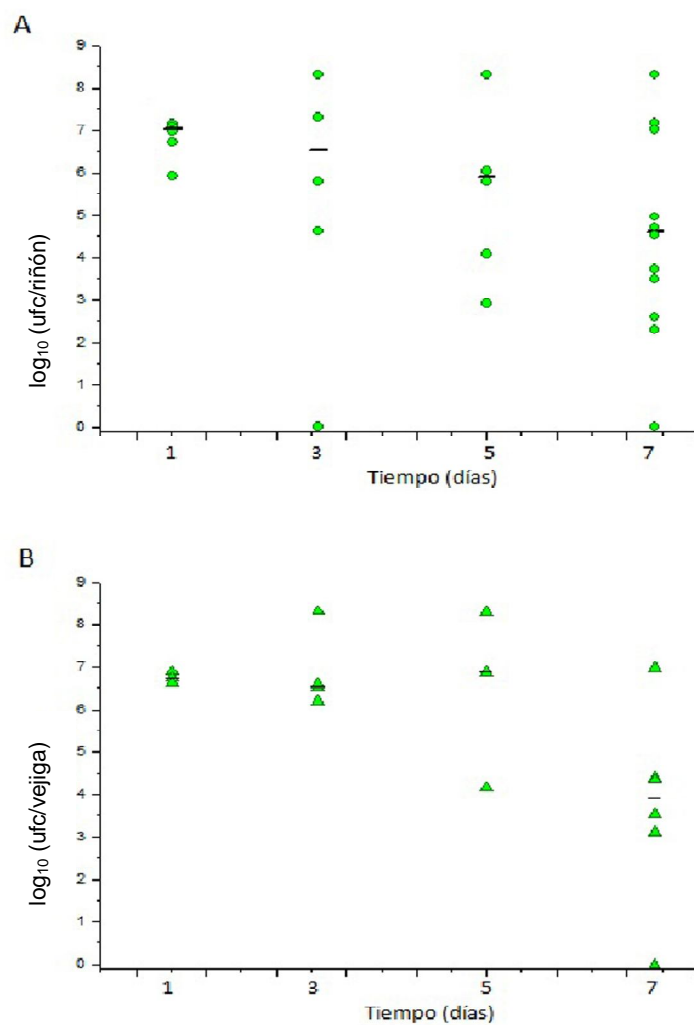 A
9
8
7
6
5
4
3
2
1
0
log₁₀ (ufc/riñón)
1 3 5 7
Tiempo (días)
B
9
8
7
6
5
4
3
2
1
0
log₁₀ (ufc/vejiga)
1 3 5 7
Tiempo (días)